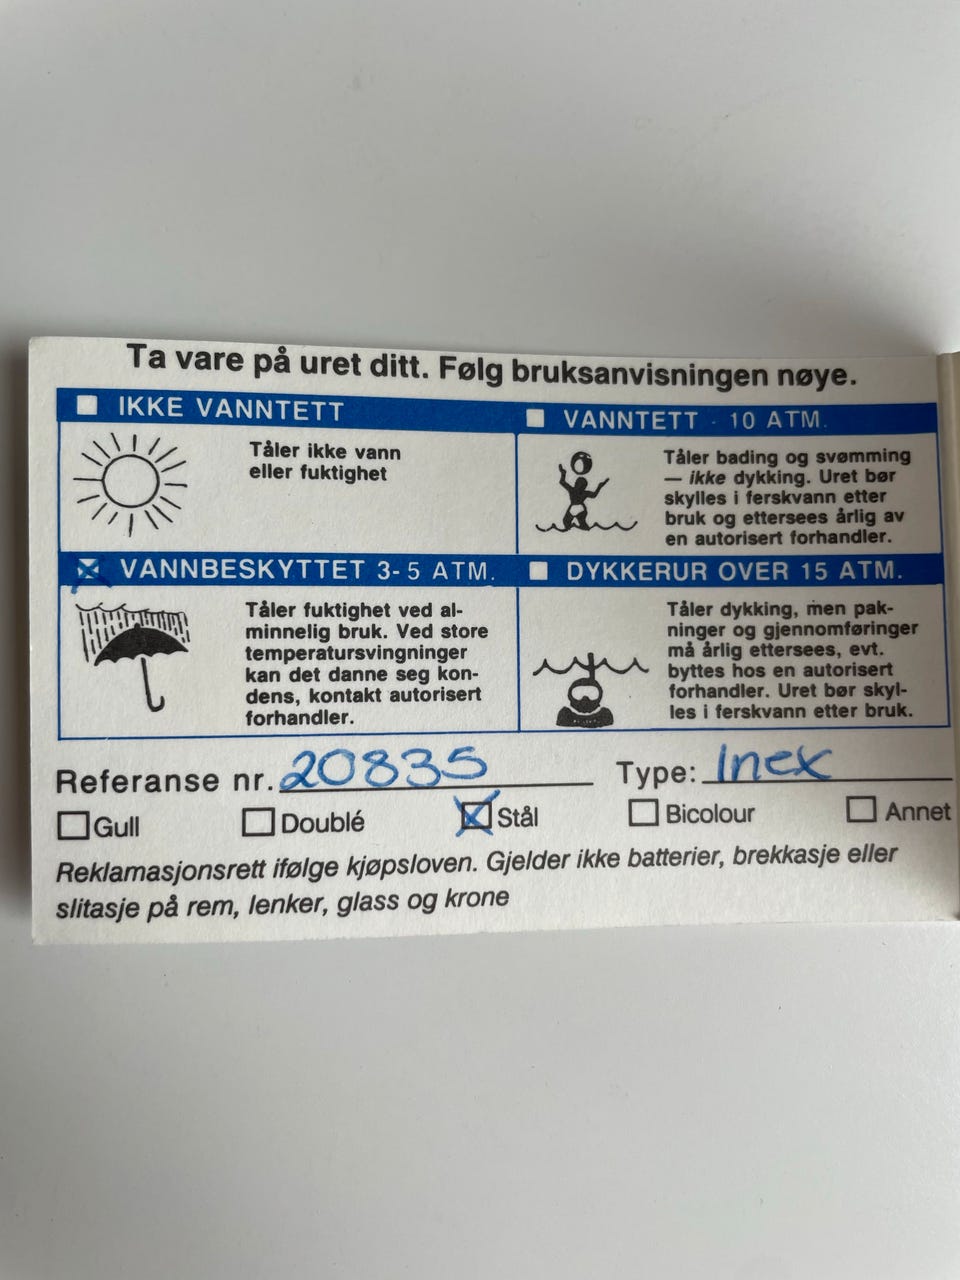 Ta vare på uret ditt. Følg bruksanvisningen nøye.
IKKE VANNTETT
Tåler ikke vann
eller fuktighet
VANNTETT - 10 ATM.
Tåler bading og svømming
— ikke dykking. Uret bør
skylles i ferskvann etter
bruk og ettersees årlig av
en autorisert forhandler.
VANNBESKYTTET 3-5 ATM.
Tåler fuktighet ved al-
minnelig bruk. Ved store
temperatursvingninger
kan det danne seg kon-
dens, kontakt autorisert
forhandler.
DYKKERUR OVER 15 ATM.
Tåler dykking, men pak-
ninger og gjennomføringer
må årlig ettersees, evt.
byttes hos en autorisert
forhandler. Uret bør skyl-
les i ferskvann etter bruk.
Referanse nr. 20835 Type: Inex
Gull Doublé Stål Bicolour Annet
Reklamasjonsrett ifølge kjøpsloven. Gjelder ikke batterier, brekkasje eller
slitasje på rem, lenker, glass og krone